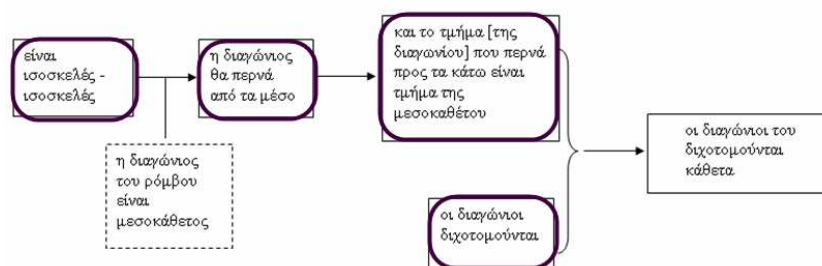 είναι
ισοσκελές -
ισοσκελές
η διαγώνιος
θα περνά
από τα μέσο
και το τμήμα [της
διαγωνίου] που περνά
προς τα κάτω είναι
τμήμα της
μεσοκαθέτου
η διαγώνιος
του ρόμβου
είναι
μεσοκάθετος
οι διαγώνιοι
διχοτομούνται
οι διαγώνιοι του
διχοτομούνται
κάθετα